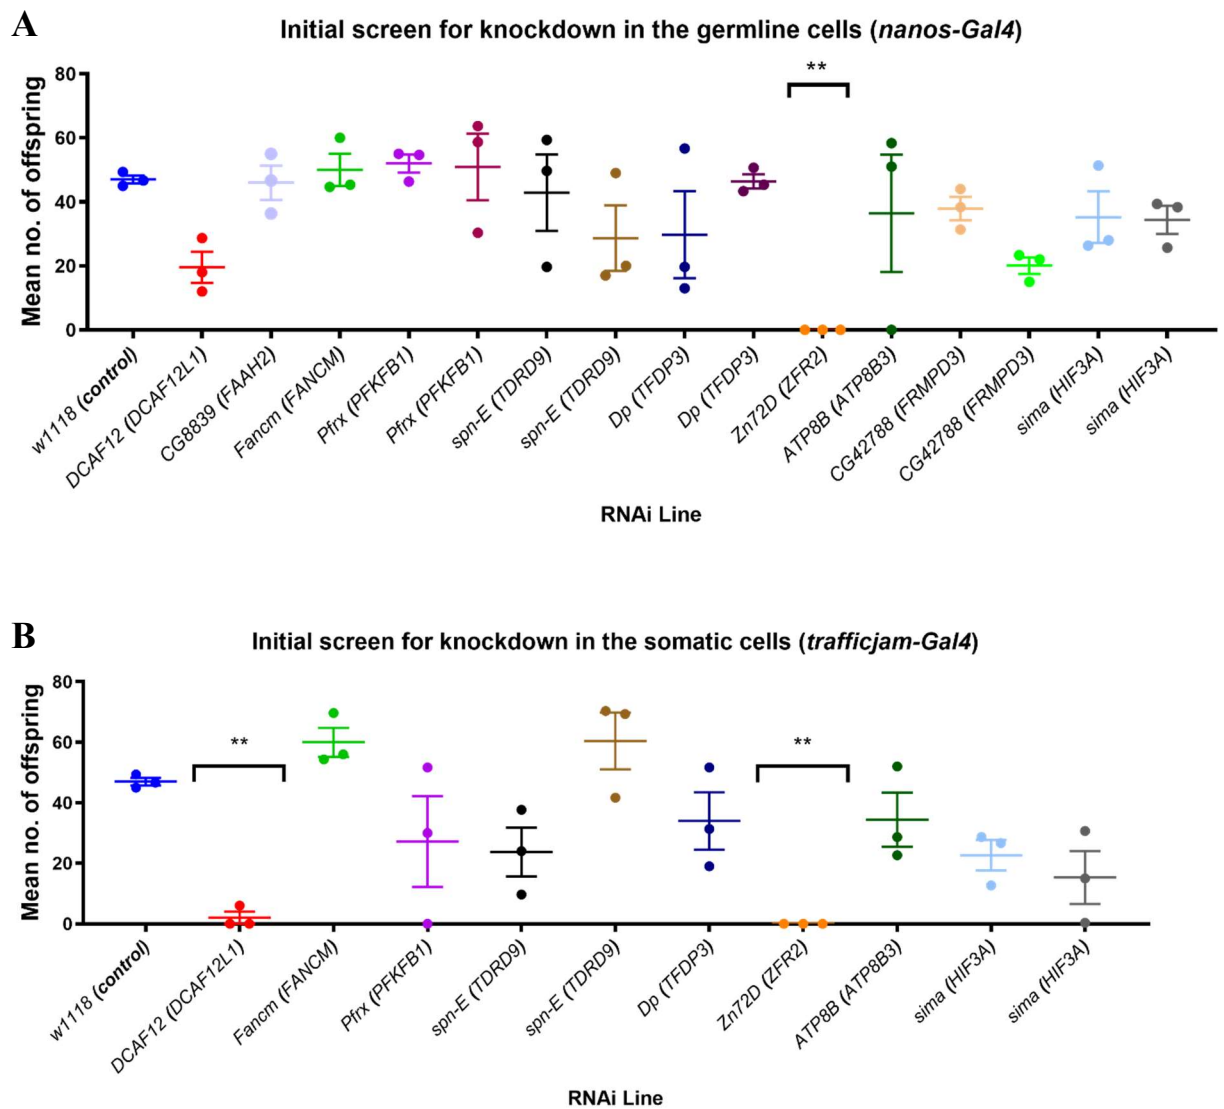 A
Initial screen for knockdown in the germline cells (nanos-Gal4)
Mean no. of offspring
80
60
40
20
0
**
w1118 (control)
DCAF12 (DCAF12L1)
CG8839 (FAAH2)
Fancm (FANCM)
Pfrx (PFKFB1)
Pfrx (PFKFB1)
spn-E (TDRD9)
spn-E (TDRD9)
Dp (TFDP3)
Dp (TFDP3)
Zn72D (ZFR2)
ATP8B (ATP8B3)
CG42788 (FRMPD3)
CG42788 (FRMPD3)
sima (HIF3A)
sima (HIF3A)
RNAi Line
B
Initial screen for knockdown in the somatic cells (trafficjam-Gal4)
Mean no. of offspring
80
60
40
20
0
**
**
w1118 (control)
DCAF12 (DCAF12L1)
Fancm (FANCM)
Pfrx (PFKFB1)
spn-E (TDRD9)
spn-E (TDRD9)
Dp (TFDP3)
Zn72D (ZFR2)
ATP8B (ATP8B3)
sima (HIF3A)
sima (HIF3A)
RNAi Line